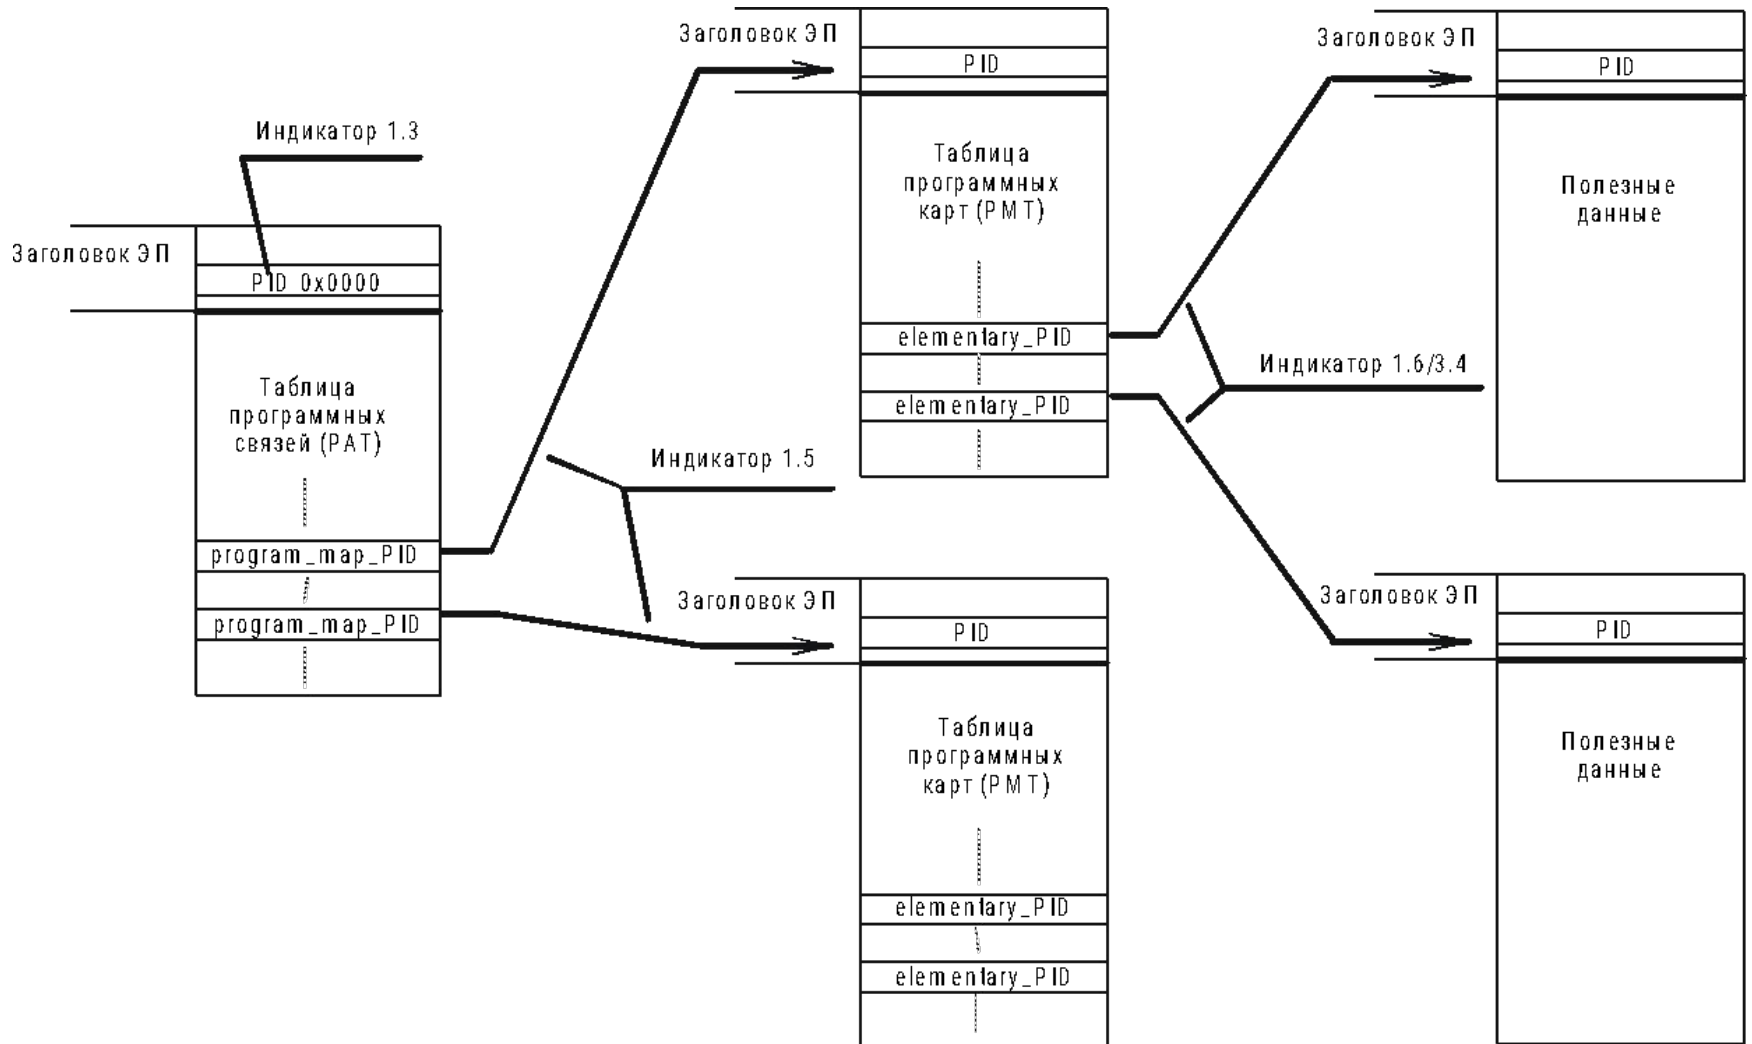 Индикатор 1.3
Заголовок ЭП
PID 0x0000
Таблица
программных
связей (PAT)
program_map_PID
program_map_PID
Индикатор 1.5
Заголовок ЭП
PID
Таблица
программных
карт (PMT)
elementary_PID
elementary_PID
Заголовок ЭП
PID
Таблица
программных
карт (PMT)
elementary_PID
elementary_PID
Индикатор 1.6/3.4
Заголовок ЭП
PID
Полезные
данные
Заголовок ЭП
PID
Полезные
данные